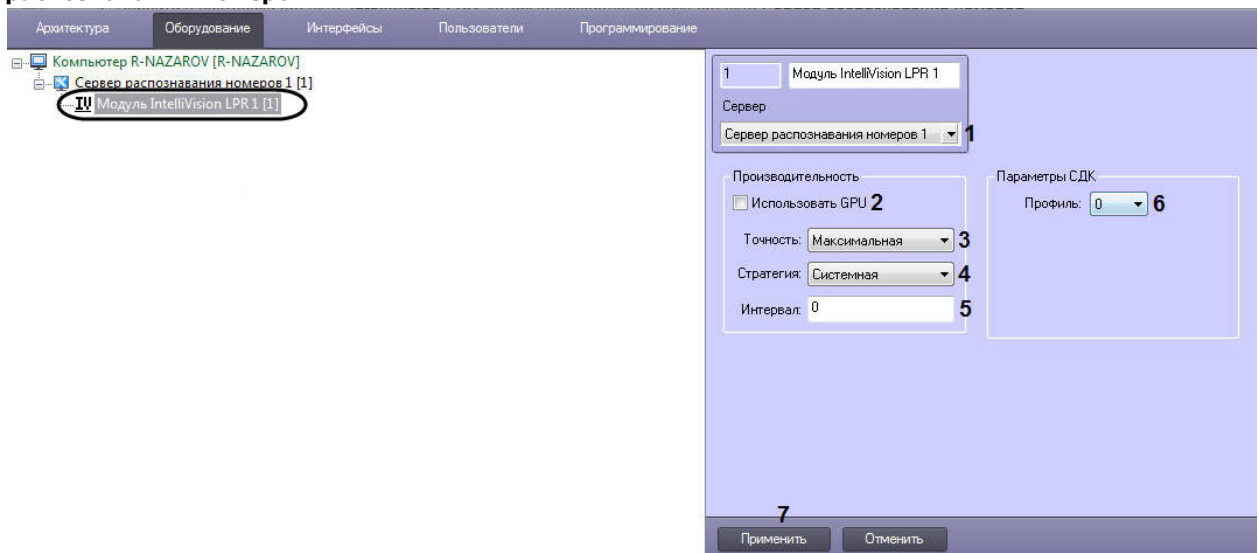 Архитектура Оборудование Интерфейсы Пользователи Программирование
Компьютер R-NAZAROV [R-NAZAROV]
Сервер распознавания номеров 1 [1]
Модуль IntelliVision LPR 1 [1]
1 Модуль IntelliVision LPR 1
Сервер
Сервер распознавания номеров 1 1
Производительность
Использовать GPU 2
Точность: Максимальная 3
Стратегия: Системная 4
Интервал: 0 5
Параметры СДК
Профиль: 0 6
7
Применить Отменить